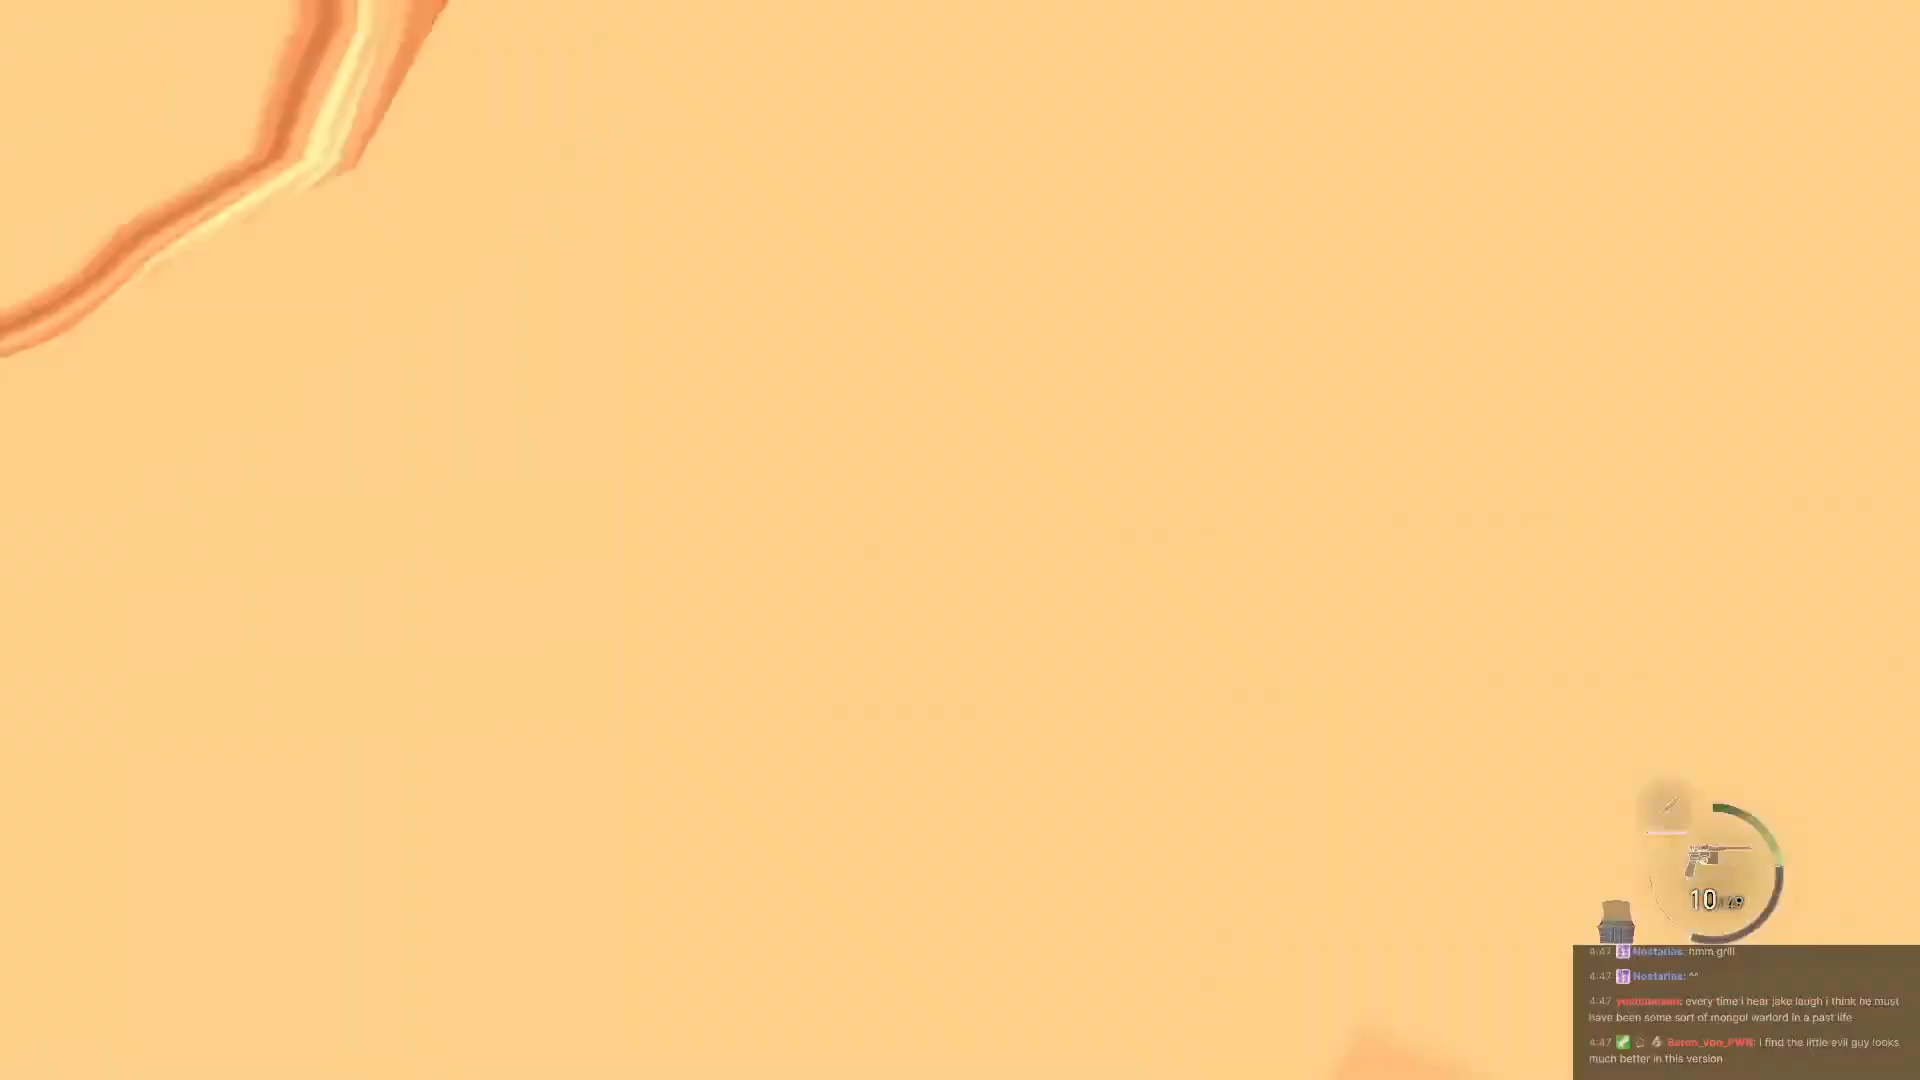 10/49
4:47 Nostarias: hmm grill
4:47 Nostarias: ^^
4:47 every time i hear jake laugh i think he must
have been some sort of mongol warlord in a past life
4:47 Baron_von_PWN: i find the little evil guy looks
much better in this version